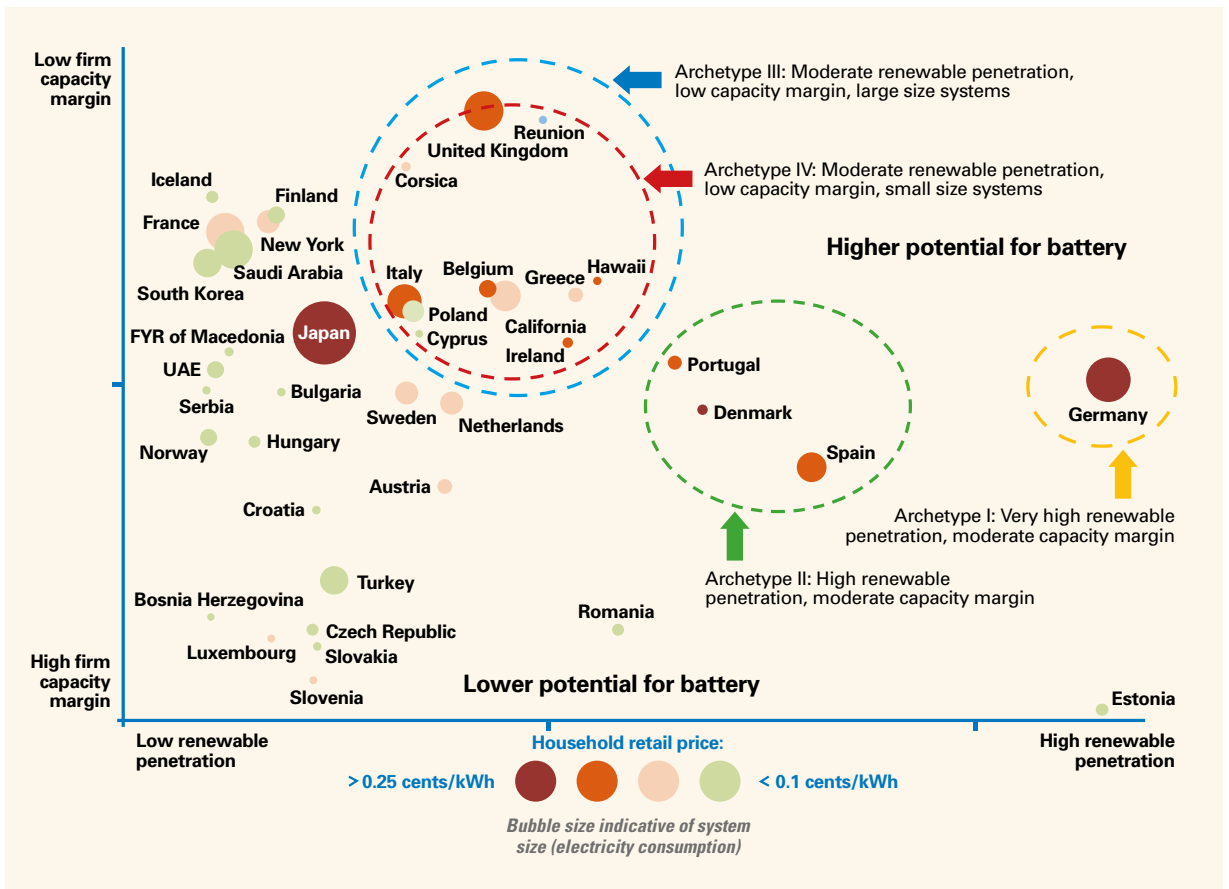 Low firm
capacity
margin
Archetype III: Moderate renewable penetration,
low capacity margin, large size systems
Reunion
United Kingdom
Archetype IV: Moderate renewable penetration,
low capacity margin, small size systems
Corsica
Iceland
Finland
France
New York
Higher potential for battery
Saudi Arabia
South Korea
Italy
Belgium
Greece
Hawaii
Poland
California
Cyprus
Ireland
Japan
FYR of Macedonia
UAE
Portugal
Serbia
Bulgaria
Sweden
Netherlands
Denmark
Germany
Norway
Hungary
Spain
Austria
Croatia
Archetype I: Very high renewable
penetration, moderate capacity margin
Archetype II: High renewable
penetration, moderate capacity margin
Turkey
Bosnia Herzegovina
Romania
Czech Republic
Luxembourg
Slovakia
High firm
capacity
margin
Slovenia
Lower potential for battery
Estonia
Low renewable
penetration
High renewable
penetration
Household retail price:
> 0.25 cents/kWh
< 0.1 cents/kWh
Bubble size indicative of system
size (electricity consumption)